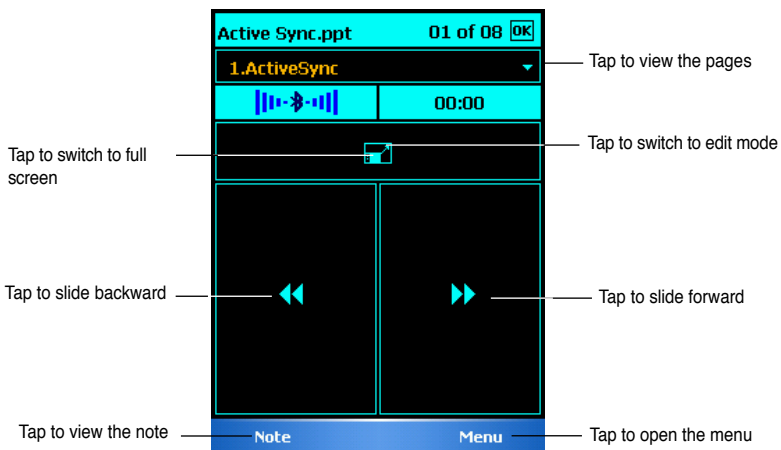 Active Sync.ppt 01 of 08 OK
1.ActiveSync
Tap to view the pages
00:00
Tap to switch to edit mode
Tap to switch to full
screen
Tap to slide backward
Tap to slide forward
Tap to view the note
Note
Menu
Tap to open the menu